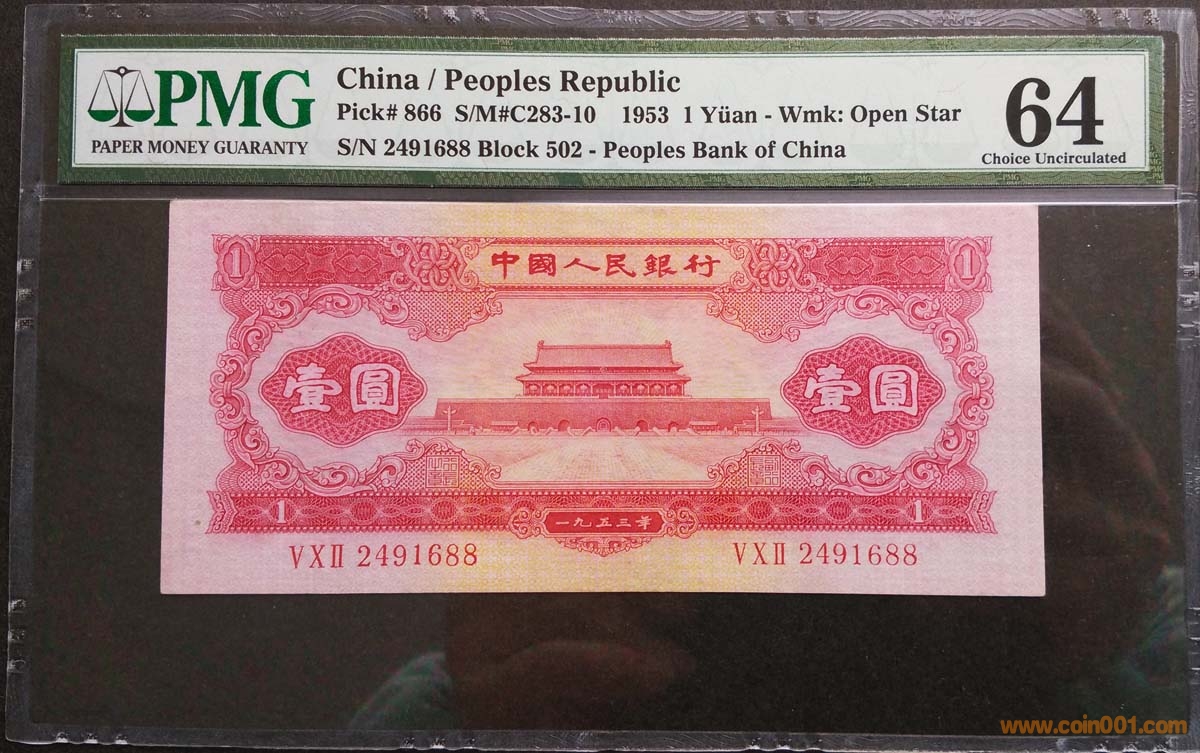 PMG
PAPER MONEY GUARANTY
China / Peoples Republic
Pick# 866 S/M#C283-10 1953 1 Yüan - Wmk: Open Star
S/N 2491688 Block 502 - Peoples Bank of China
64
Choice Uncirculated
1 中國人民銀行 1
壹圓 壹圓
1 一九五三年 1
VXII 2491688 VXII 2491688
www.coin001.com